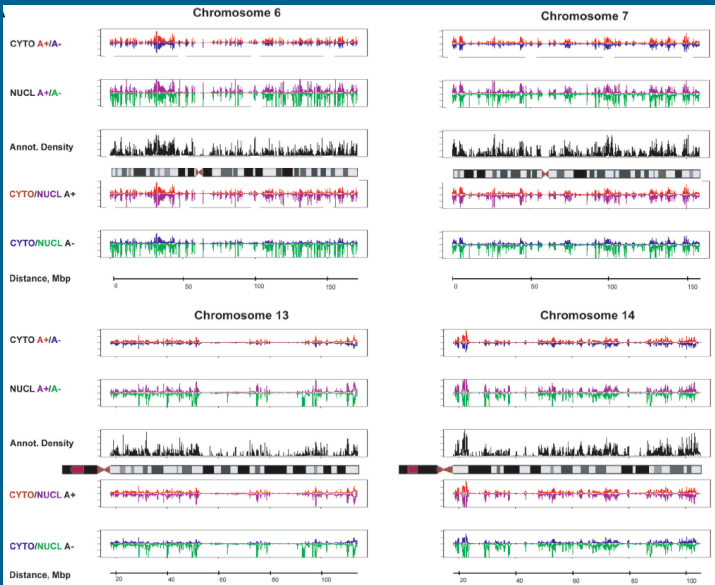 A
Chromosome 6
Chromosome 7
CYTO A+/A-
NUCL A+/A-
Annot. Density
CYTO/NUCL A+
CYTO/NUCL A-
Distance, Mbp
0 50 100 150
0 50 100 150
Chromosome 13
Chromosome 14
CYTO A+/A-
NUCL A+/A-
Annot. Density
CYTO/NUCL A+
CYTO/NUCL A-
Distance, Mbp
20 40 60 80 100
20 40 60 80 100